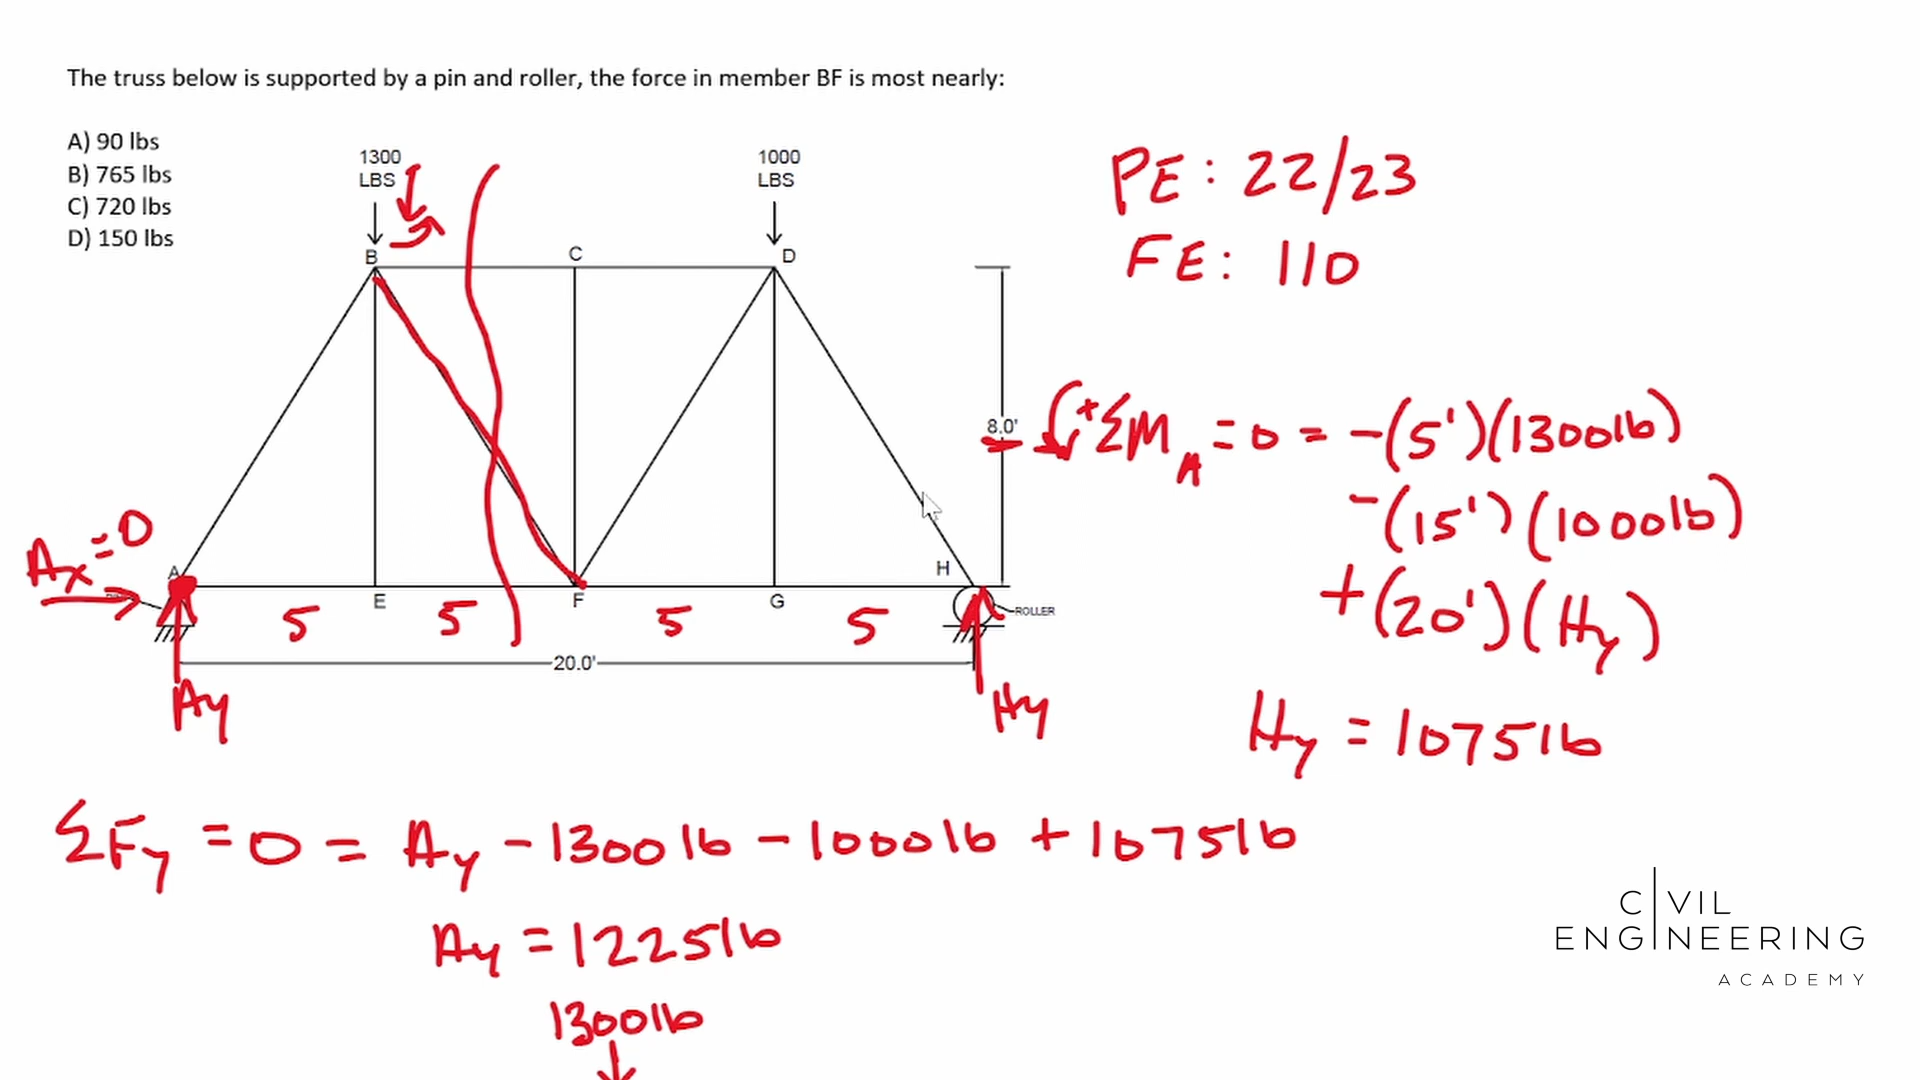 The truss below is supported by a pin and roller, the force in member BF is most nearly:
A) 90 lbs
B) 765 lbs
C) 720 lbs
D) 150 lbs
1300
LBS
1000
LBS
B
C
D
8.0'
A
H
E
F
G
ROLLER
5
5
5
5
20.0'
Ax = 0
Ay
Hy
PE: 22/23
FE: 110
+ΣM_A = 0 = -(5')(1300lb)
-(15')(1000lb)
+(20')(Hy)
Hy = 1075lb
ΣFy = 0 = Ay - 1300lb - 1000lb + 1075lb
Ay = 1225lb
1300lb
CIVIL
ENGINEERING
ACADEMY